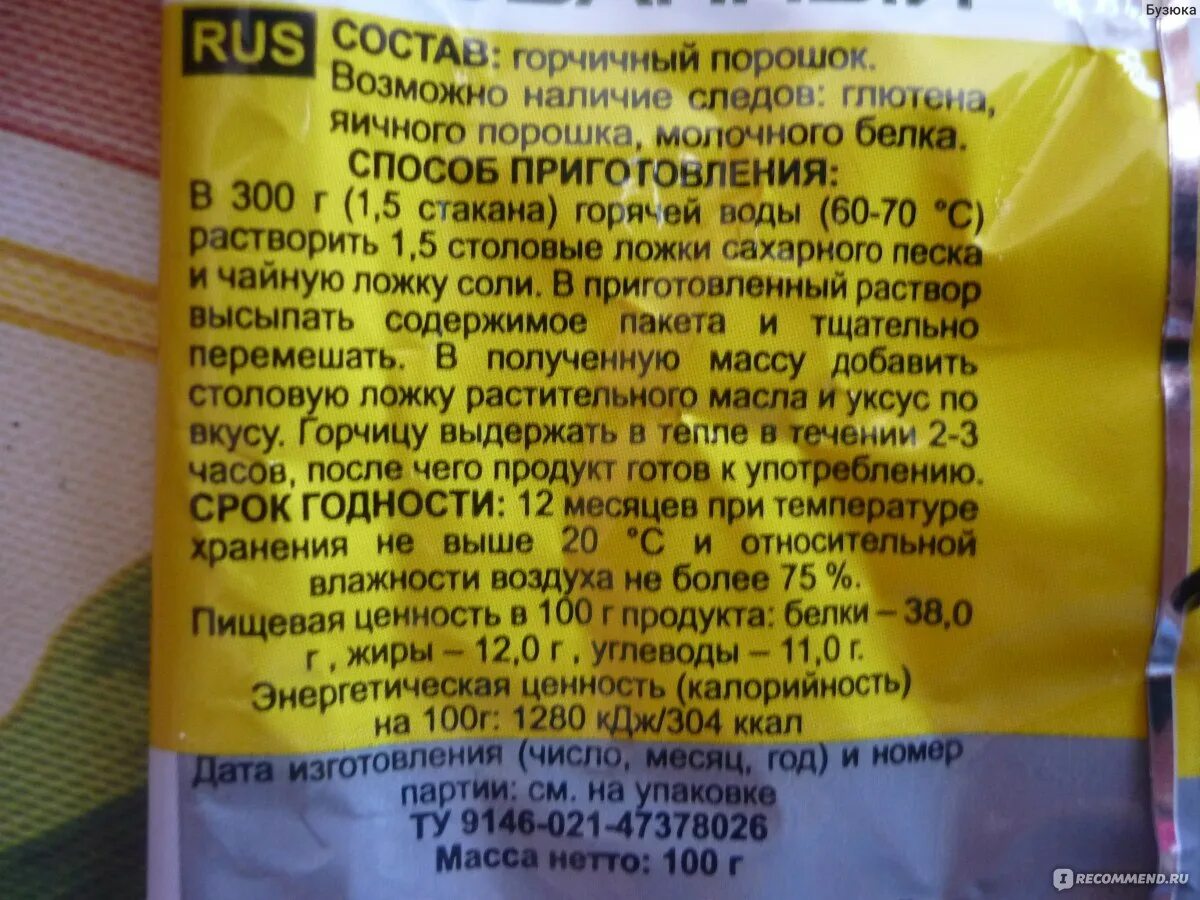 Бузюка
RUS
СОСТАВ: горчичный порошок.
Возможно наличие следов: глютена,
яичного порошка, молочного белка.
СПОСОБ ПРИГОТОВЛЕНИЯ:
В 300 г (1,5 стакана) горячей воды (60-70 °С)
растворить 1,5 столовые ложки сахарного песка
и чайную ложку соли. В приготовленный раствор
высыпать содержимое пакета и тщательно
перемешать. В полученную массу добавить
столовую ложку растительного масла и уксус по
вкусу. Горчицу выдержать в тепле в течении 2-3
часов, после чего продукт готов к употреблению.
СРОК ГОДНОСТИ: 12 месяцев при температуре
хранения не выше 20 °С и относительной
влажности воздуха не более 75 %.
Пищевая ценность в 100 г продукта: белки – 38,0
г , жиры – 12,0 г , углеводы – 11,0 г.
Энергетическая ценность (калорийность)
на 100г: 1280 кДж/304 ккал
Дата изготовления (число, месяц, год) и номер
партии: см. на упаковке
ТУ 9146-021-47378026
Масса нетто: 100 г
IRECOMMEND.RU